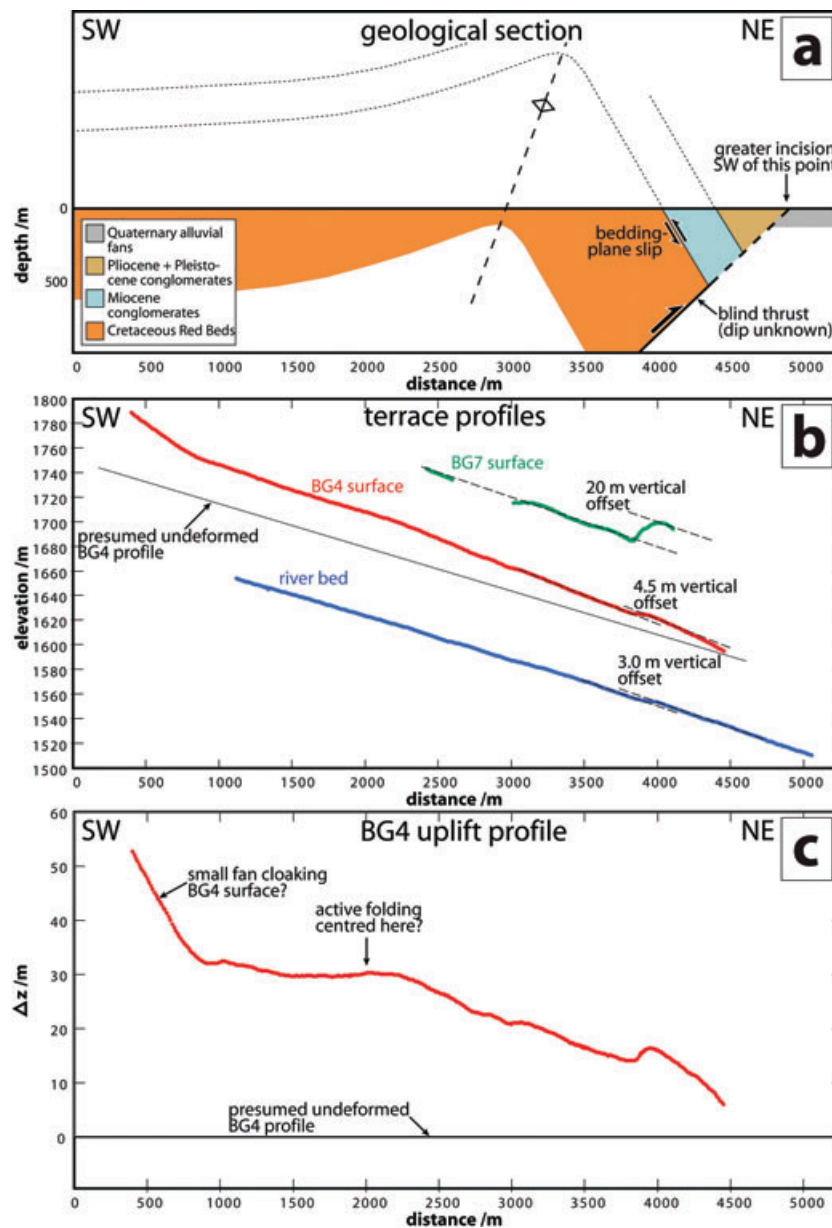 SW
geological section
NE
a
greater incision
SW of this point
0
500
depth /m
Quaternary alluvial
fans
Pliocene + Pleisto-
cene conglomerates
Miocene
conglomerates
Cretaceous Red Beds
bedding-
plane slip
blind thrust
(dip unknown)
0 500 1000 1500 2000 2500 3000 3500 4000 4500 5000
distance /m
SW
terrace profiles
NE
b
1800
1780
1760
1740
1720
1700
1680
1660
1640
1620
1600
1580
1560
1540
1520
1500
elevation /m
BG7 surface
BG4 surface
20 m vertical
offset
presumed undeformed
BG4 profile
river bed
4.5 m vertical
offset
3.0 m vertical
offset
0 500 1000 1500 2000 2500 3000 3500 4000 4500 5000
distance /m
SW
BG4 uplift profile
NE
c
60
50
40
30
20
10
0
Δz /m
small fan cloaking
BG4 surface?
active folding
centred here?
presumed undeformed
BG4 profile
0 500 1000 1500 2000 2500 3000 3500 4000 4500 5000
distance /m